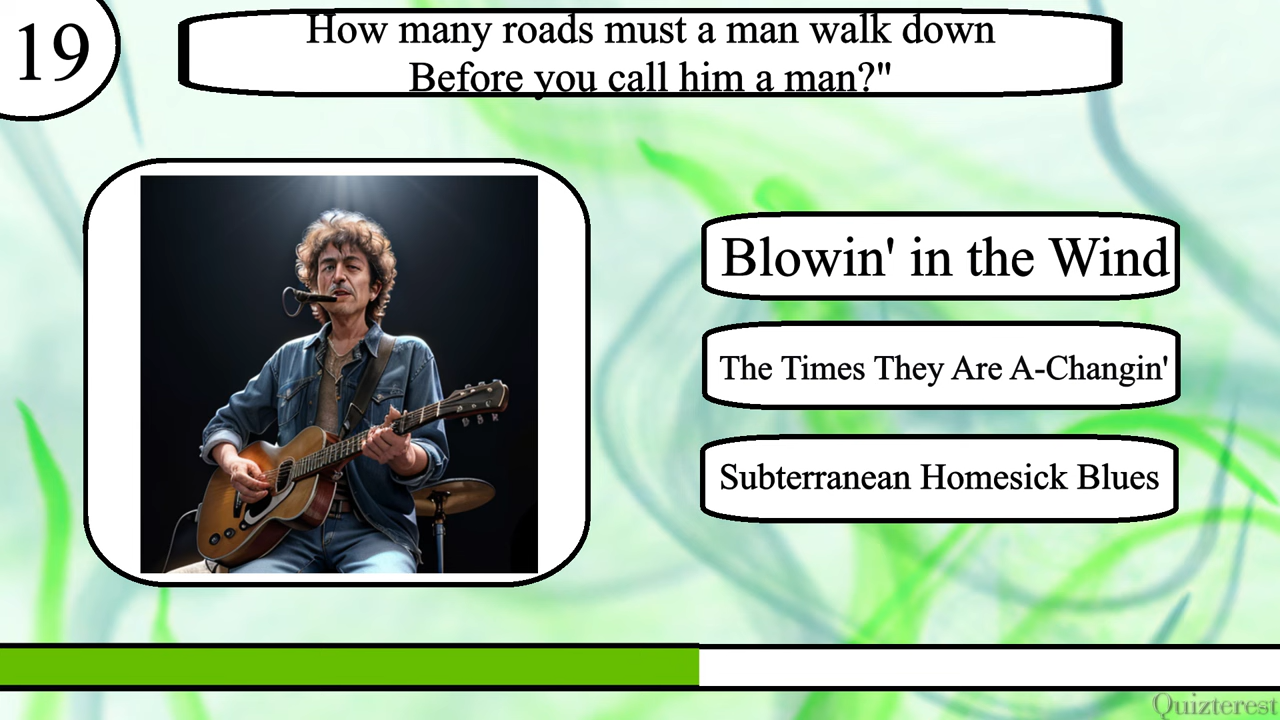 19
How many roads must a man walk down
Before you call him a man?"
Blowin' in the Wind
The Times They Are A-Changin'
Subterranean Homesick Blues
Quizterest